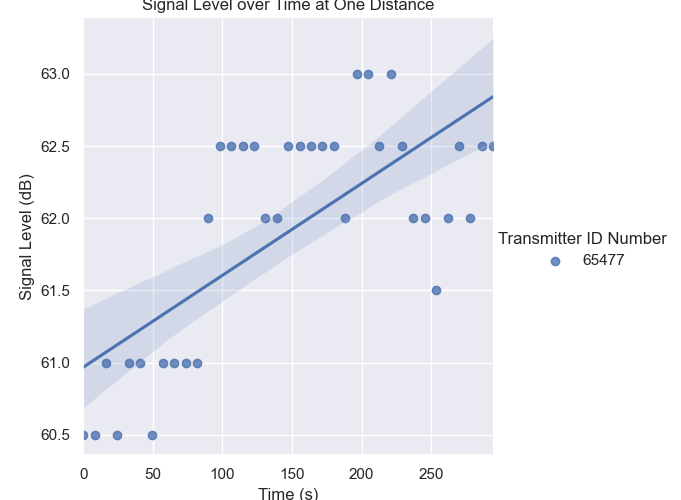 Signal Level over Time at One Distance
63.0
62.5
62.0
61.5
61.0
60.5
Signal Level (dB)
0 50 100 150 200 250
Time (s)
Transmitter ID Number
65477